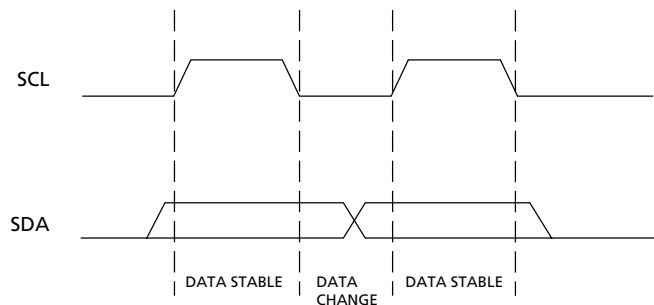 SCL
SDA
DATA STABLE
DATA
CHANGE
DATA STABLE